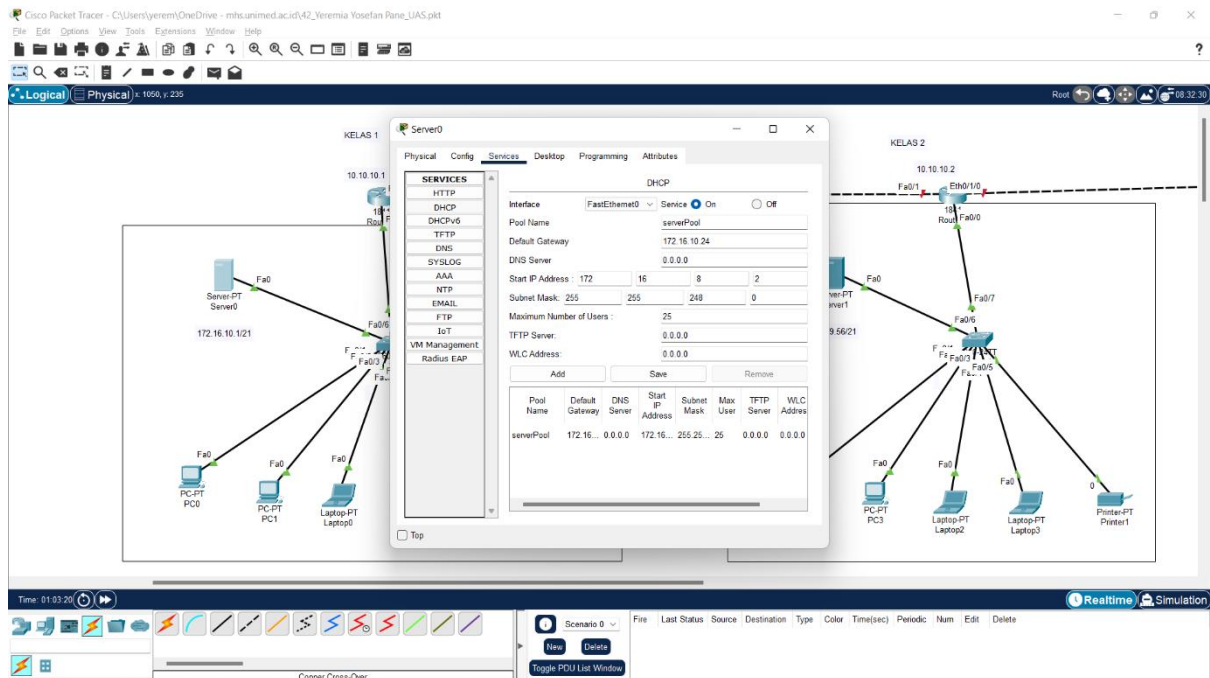 Cisco Packet Tracer - C:\Users\yerem\OneDrive - mhs.unimed.ac.id\42_Yeremia Yosefan Pane_UAS.pkt
File Edit Options View Tools Extensions Window Help
Logical Physical x: 1050, y: 235
Root 08:32:30
KELAS 1
10.10.10.1
Server-PT
Server0
172.16.10.1/21
Fa0
Fa0/6
Fa0/3
Fa0
PC-PT
PC0
Fa0
PC-PT
PC1
Fa0
Laptop-PT
Laptop0
Server0
Physical Config Services Desktop Programming Attributes
SERVICES
HTTP
DHCP
DHCPv6
TFTP
DNS
SYSLOG
AAA
NTP
EMAIL
FTP
IoT
VM Management
Radius EAP
DHCP
Interface FastEthernet0 Service On Off
Pool Name serverPool
Default Gateway 172.16.10.24
DNS Server 0.0.0.0
Start IP Address : 172 16 8 2
Subnet Mask: 255 255 248 0
Maximum Number of Users : 25
TFTP Server: 0.0.0.0
WLC Address: 0.0.0.0
Add Save Remove
Pool Name Default Gateway DNS Server Start IP Address Subnet Mask Max User TFTP Server WLC Addres
serverPool 172.16... 0.0.0.0 172.16... 255.25... 25 0.0.0.0 0.0.0.0
Top
KELAS 2
10.10.10.2
Fa0/1 Eth0/1/0
Fa0/0
Fa0
Fa0/7
Fa0/6
9.56/21
Fa0/3
Fa0/5
Fa0
PC-PT
PC3
Fa0
Laptop-PT
Laptop2
Fa0
Laptop-PT
Laptop3
0
Printer-PT
Printer1
Time: 01:03:20
Realtime Simulation
Scenario 0
New Delete
Toggle PDU List Window
Fire Last Status Source Destination Type Color Time(sec) Periodic Num Edit Delete
Copper Cross-Over